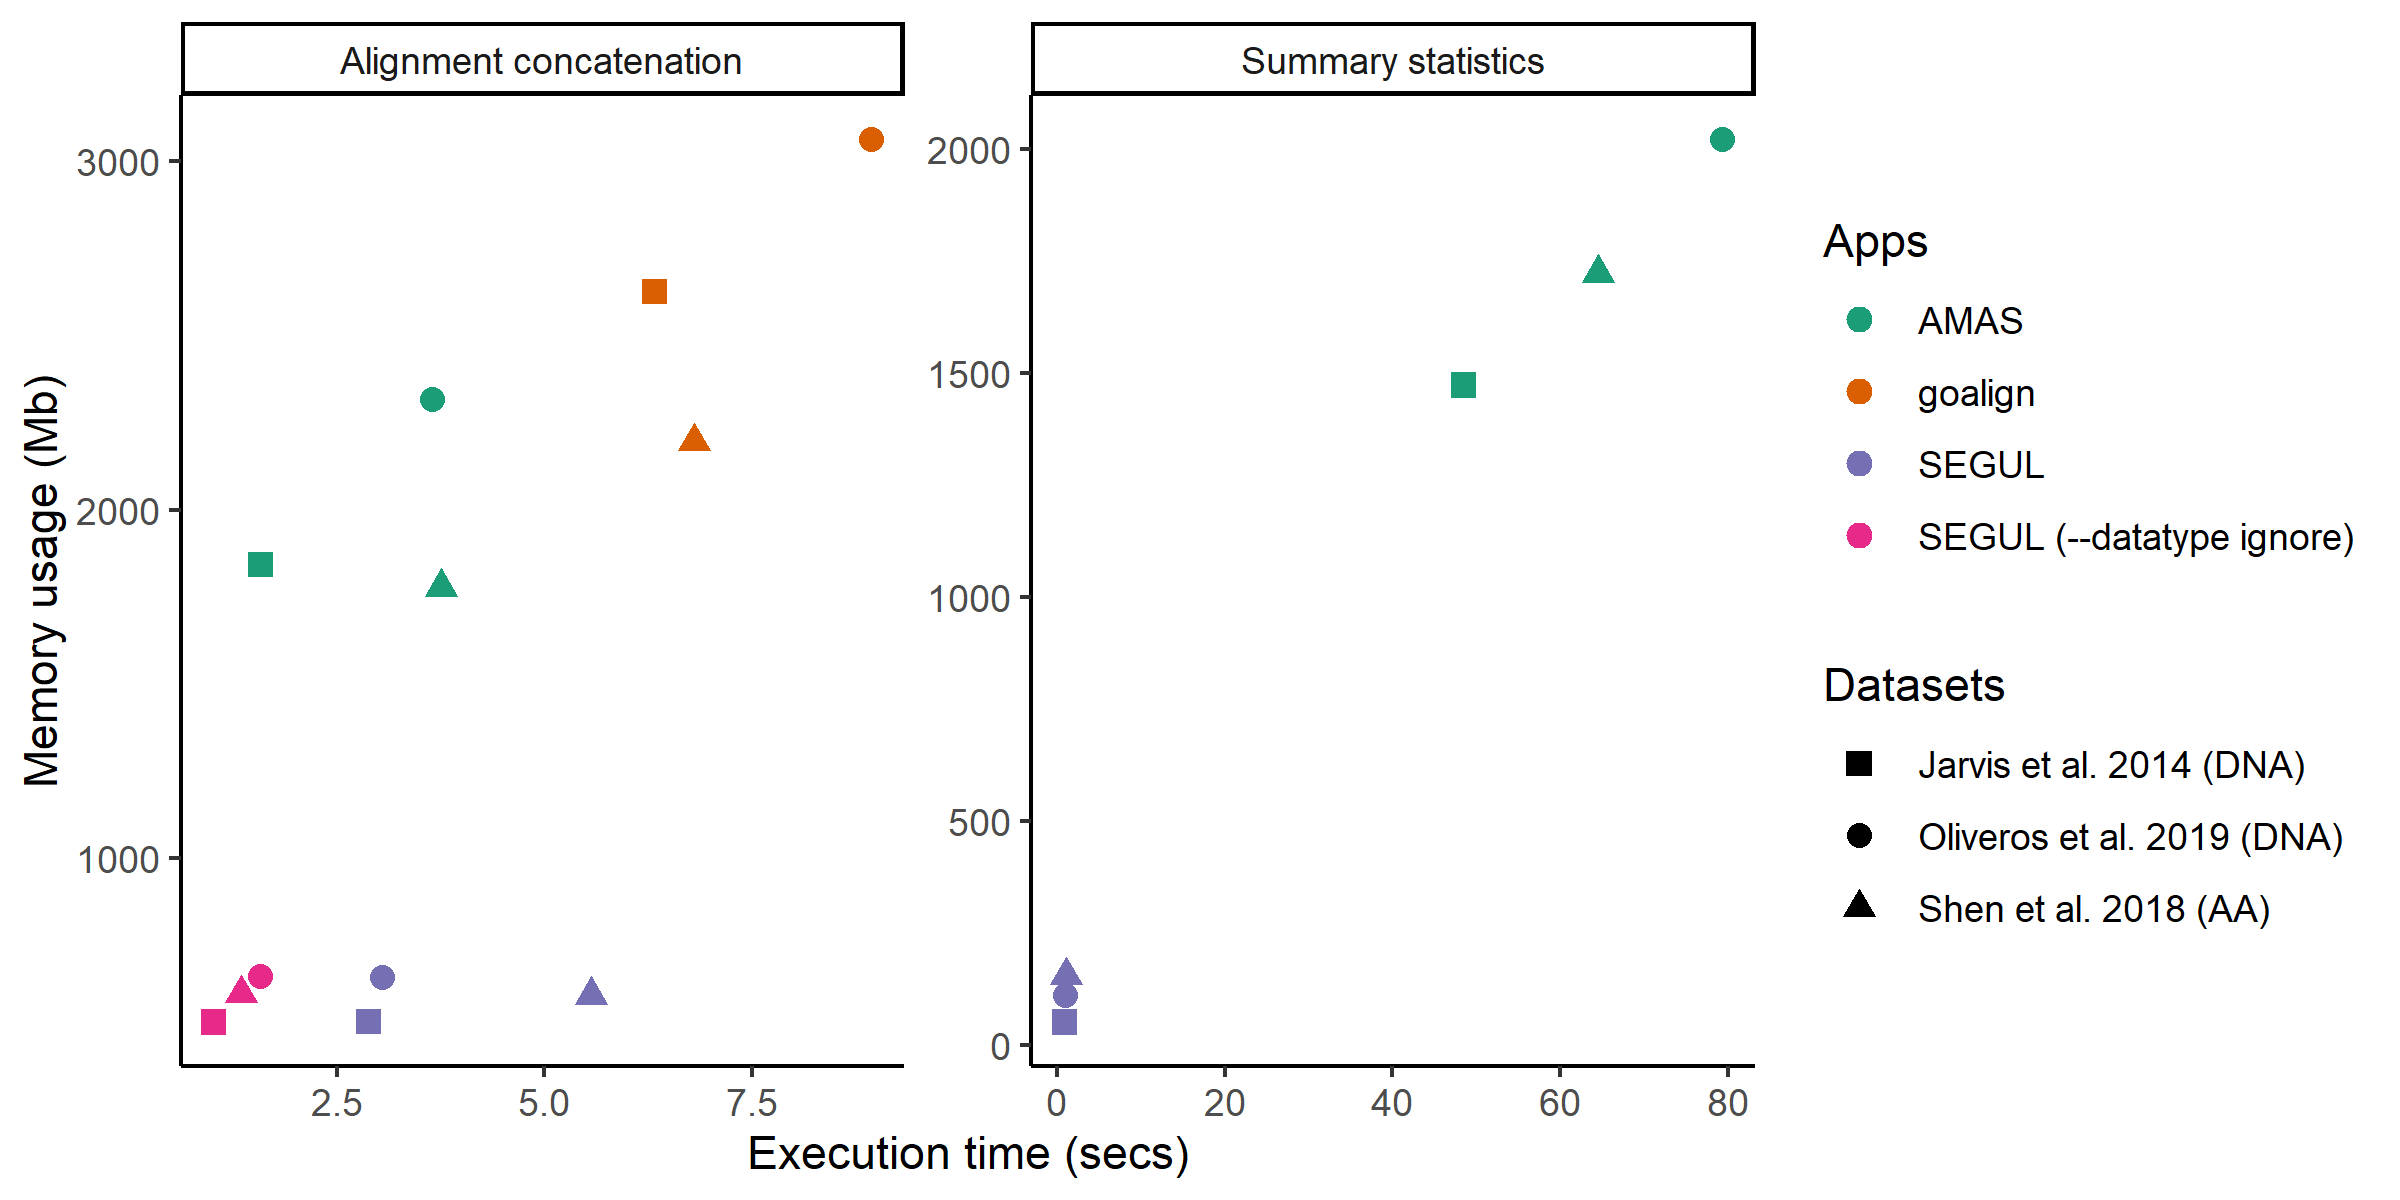 Alignment concatenation
Summary statistics
Memory usage (Mb)
3000
2000
1000
2000
1500
1000
500
0
2.5
5.0
7.5
0
20
40
60
80
Execution time (secs)
Apps
AMAS
goalign
SEGUL
SEGUL (--datatype ignore)
Datasets
Jarvis et al. 2014 (DNA)
Oliveros et al. 2019 (DNA)
Shen et al. 2018 (AA)